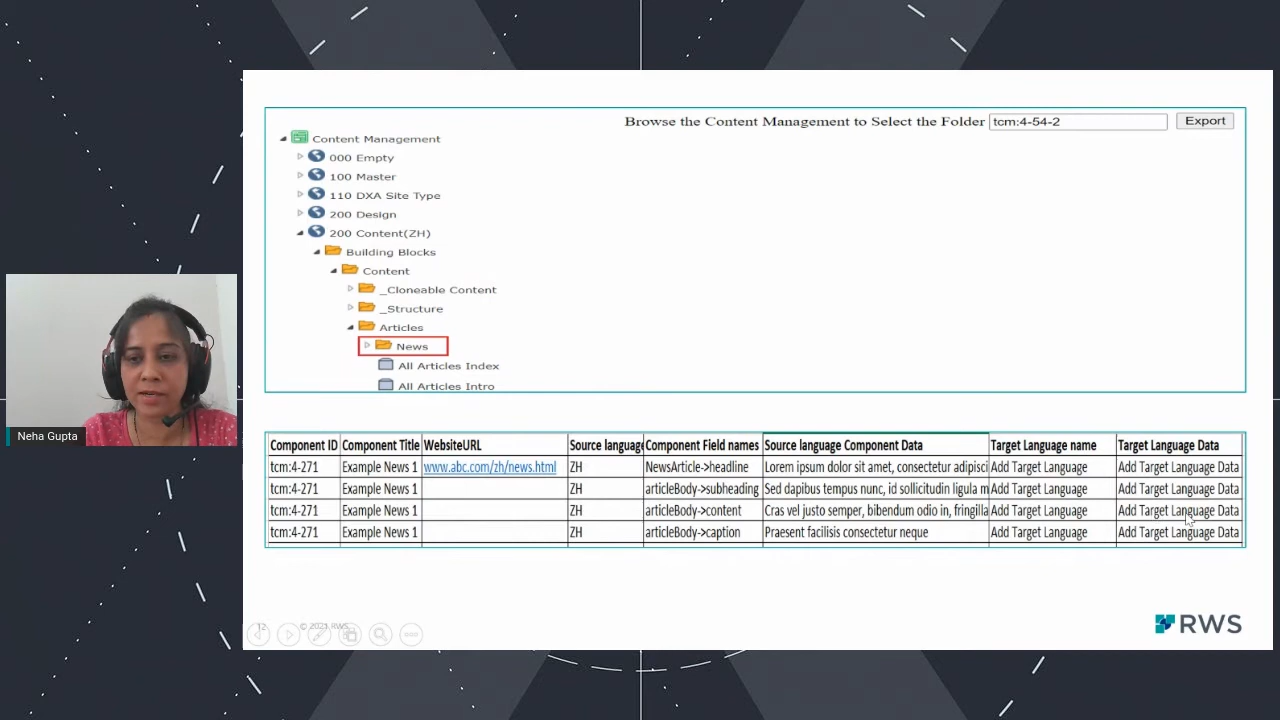 Browse the Content Management to Select the Folder tcm:4-54-2 Export
Content Management
000 Empty
100 Master
110 DXA Site Type
200 Design
200 Content(ZH)
Building Blocks
Content
_Cloneable Content
_Structure
Articles
News
All Articles Index
All Articles Intro
Neha Gupta
Component ID Component Title WebsiteURL Source language Component Field names Source language Component Data Target Language name Target Language Data
tcm:4-271 Example News 1 www.abc.com/zh/news.html ZH NewsArticle->headline Lorem ipsum dolor sit amet, consectetur adipisci Add Target Language Add Target Language Data
tcm:4-271 Example News 1 ZH articleBody->subheading Sed dapibus tempus nunc, id sollicitudin ligula m Add Target Language Add Target Language Data
tcm:4-271 Example News 1 ZH articleBody->content Cras vel justo semper, bibendum odio in, fringilla Add Target Language Add Target Language Data
tcm:4-271 Example News 1 ZH articleBody->caption Praesent facilisis consectetur neque Add Target Language Add Target Language Data
12 © 2021 RWS
RWS